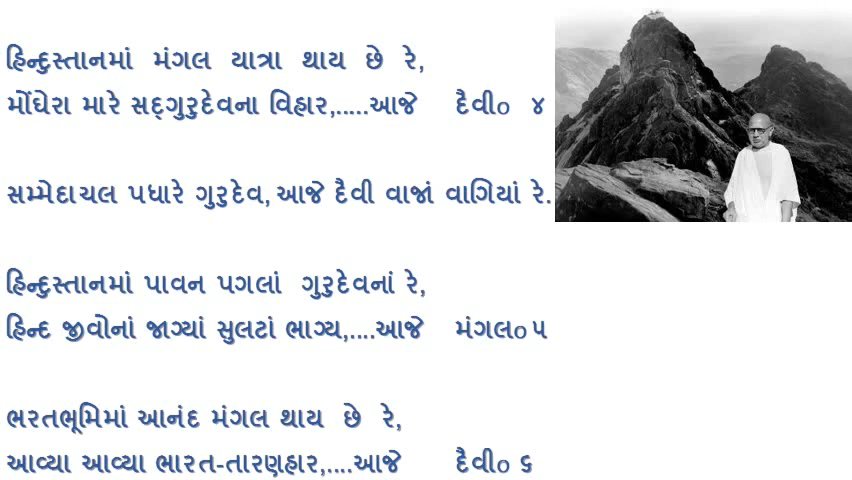 હિન્દુસ્તાનમાં મંગલ યાત્રા થાય છે રે,
મોંઘેરા મારે સદ્ગુરુદેવના વિહાર,.....આજે દૈવી૦ ૪
સમ્મેદાચલ પધારે ગુરુદેવ, આજે દૈવી વાજાં વાગિયાં રે.
હિન્દુસ્તાનમાં પાવન પગલાં ગુરુદેવનાં રે,
હિન્દ જીવોનાં જાગ્યાં સુલટાં ભાગ્ય,....આજે મંગલ૦ ૫
ભરતભૂમિમાં આનંદ મંગલ થાય છે રે,
આવ્યા આવ્યા ભારત-તારણહાર,....આજે દૈવી૦ ૬